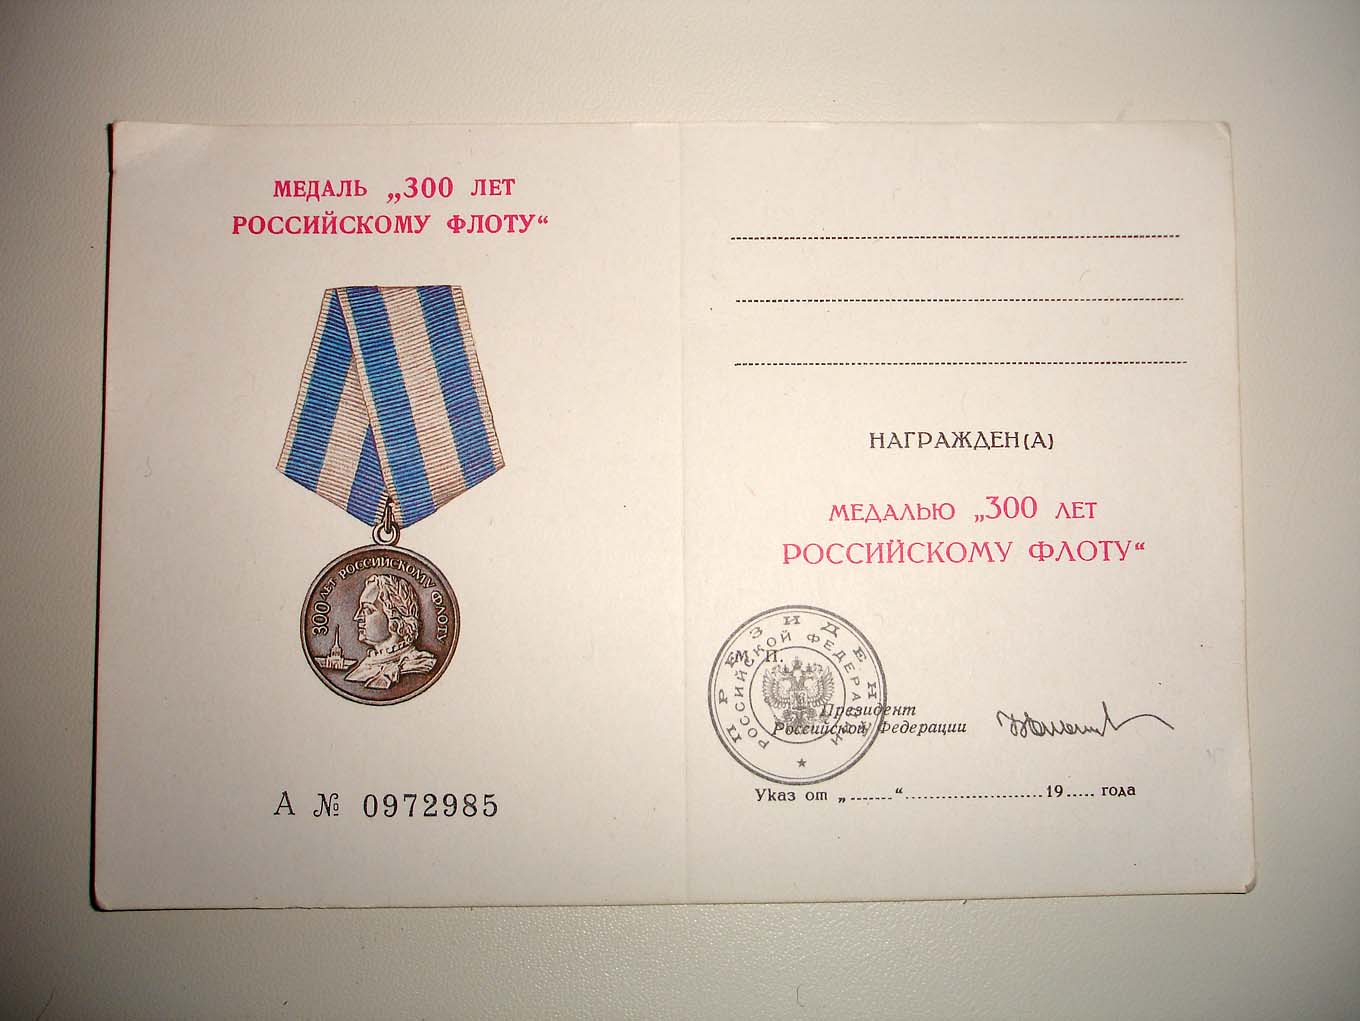 МЕДАЛЬ „300 ЛЕТ
РОССИЙСКОМУ ФЛОТУ“
300 ЛЕТ РОССИЙСКОМУ ФЛОТУ
А № 0972985
НАГРАЖДЕН(А)
МЕДАЛЬЮ „300 ЛЕТ
РОССИЙСКОМУ ФЛОТУ“
ПРЕЗИДЕНТ
РОССИЙСКОЙ ФЕДЕРАЦИИ
М. П.
Президент
Российской Федерации
Указ от „.......“........................19..... года